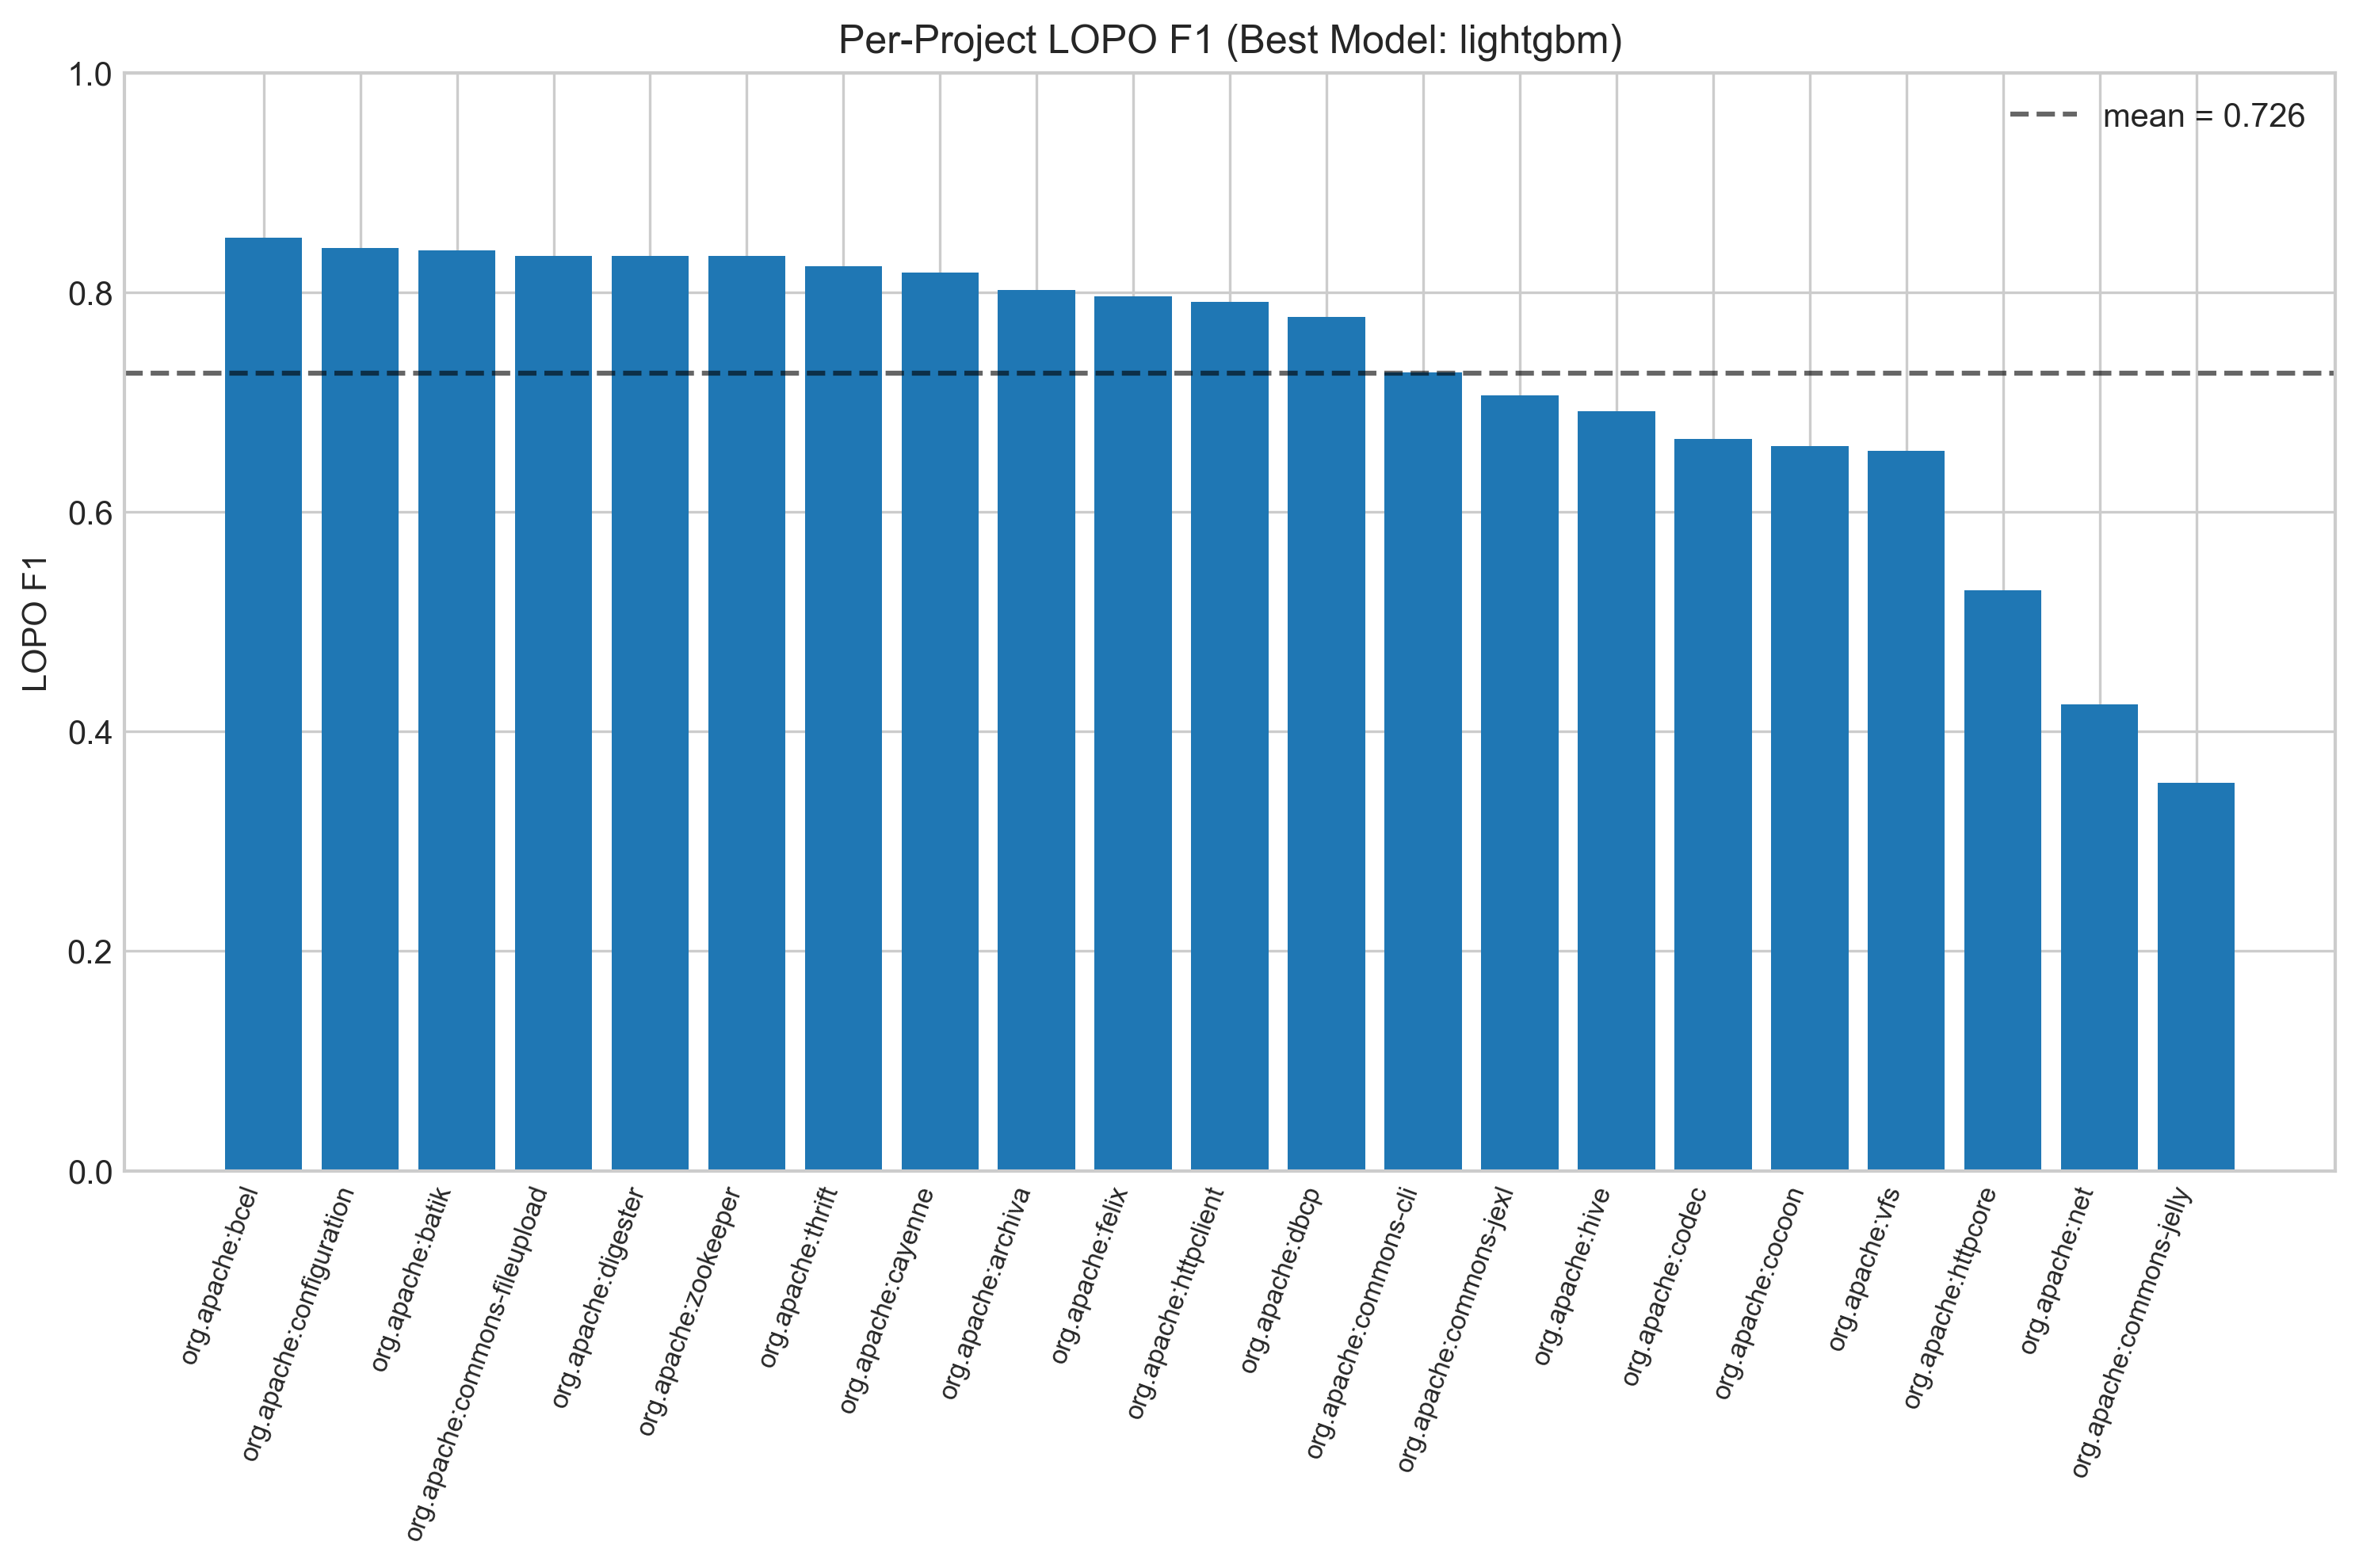 Per-Project LOPO F1 (Best Model: lightgbm)
mean = 0.726
LOPO F1
1.0
0.8
0.6
0.4
0.2
0.0
org.apache:bcel
org.apache:configuration
org.apache:batik
org.apache:commons-fileupload
org.apache:digester
org.apache:zookeeper
org.apache:thrift
org.apache:cayenne
org.apache:archiva
org.apache:felix
org.apache:httpclient
org.apache:dbcp
org.apache:commons-cli
org.apache:commons-jexl
org.apache:hive
org.apache:codec
org.apache:cocoon
org.apache:vfs
org.apache:httpcore
org.apache:net
org.apache:commons-jelly